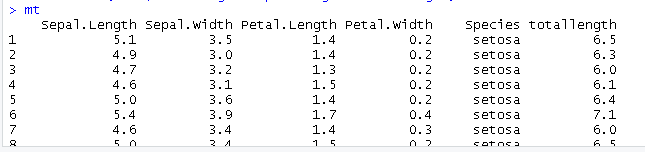 > mt
Sepal.Length Sepal.Width Petal.Length Petal.Width Species totallength
1 5.1 3.5 1.4 0.2 setosa 6.5
2 4.9 3.0 1.4 0.2 setosa 6.3
3 4.7 3.2 1.3 0.2 setosa 6.0
4 4.6 3.1 1.5 0.2 setosa 6.1
5 5.0 3.6 1.4 0.2 setosa 6.4
6 5.4 3.9 1.7 0.4 setosa 7.1
7 4.6 3.4 1.4 0.3 setosa 6.0
8 5.0 3.4 1.5 0.2 setosa 6.5